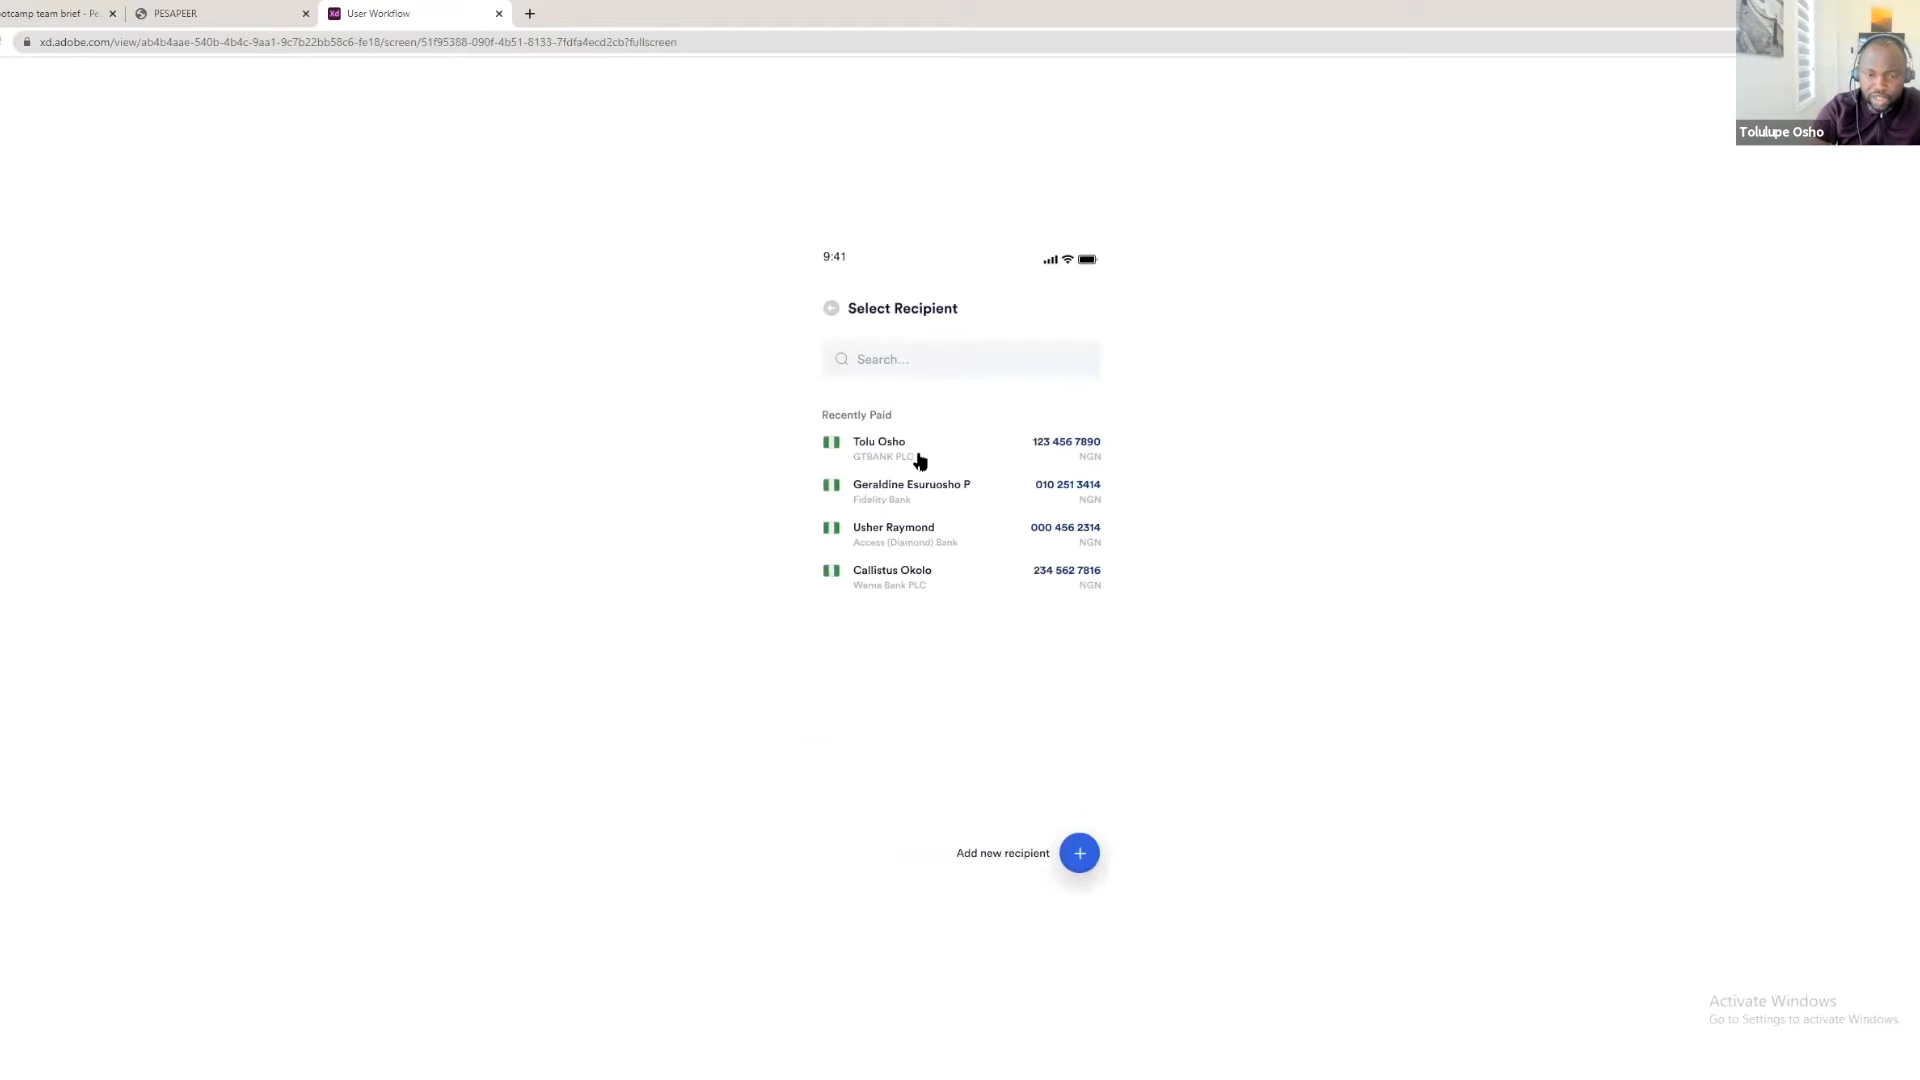 ootcamp team brief - Pe
PESAPEER
Xd
User Workflow
xd.adobe.com/view/ab4b4aae-540b-4b4c-9aa1-9c7b22bb58c6-fe18/screen/51f95388-090f-4b51-8133-7fdfa4ecd2cb?fullscreen
Tolulupe Osho
9:41
Select Recipient
Search...
Recently Paid
Tolu Osho 123 456 7890
GTBANK PLC NGN
Geraldine Esuruosho P 010 251 3414
Fidelity Bank NGN
Usher Raymond 000 456 2314
Access (Diamond) Bank NGN
Callistus Okolo 234 562 7816
Wema Bank PLC NGN
Add new recipient
Activate Windows
Go to Settings to activate Windows.